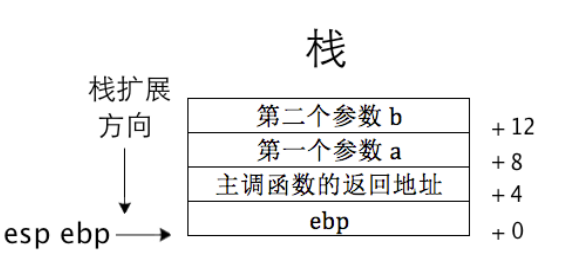 栈
栈扩展
方向
第二个参数 b
+ 12
第一个参数 a
+ 8
主调函数的返回地址
+ 4
esp ebp
ebp
+ 0